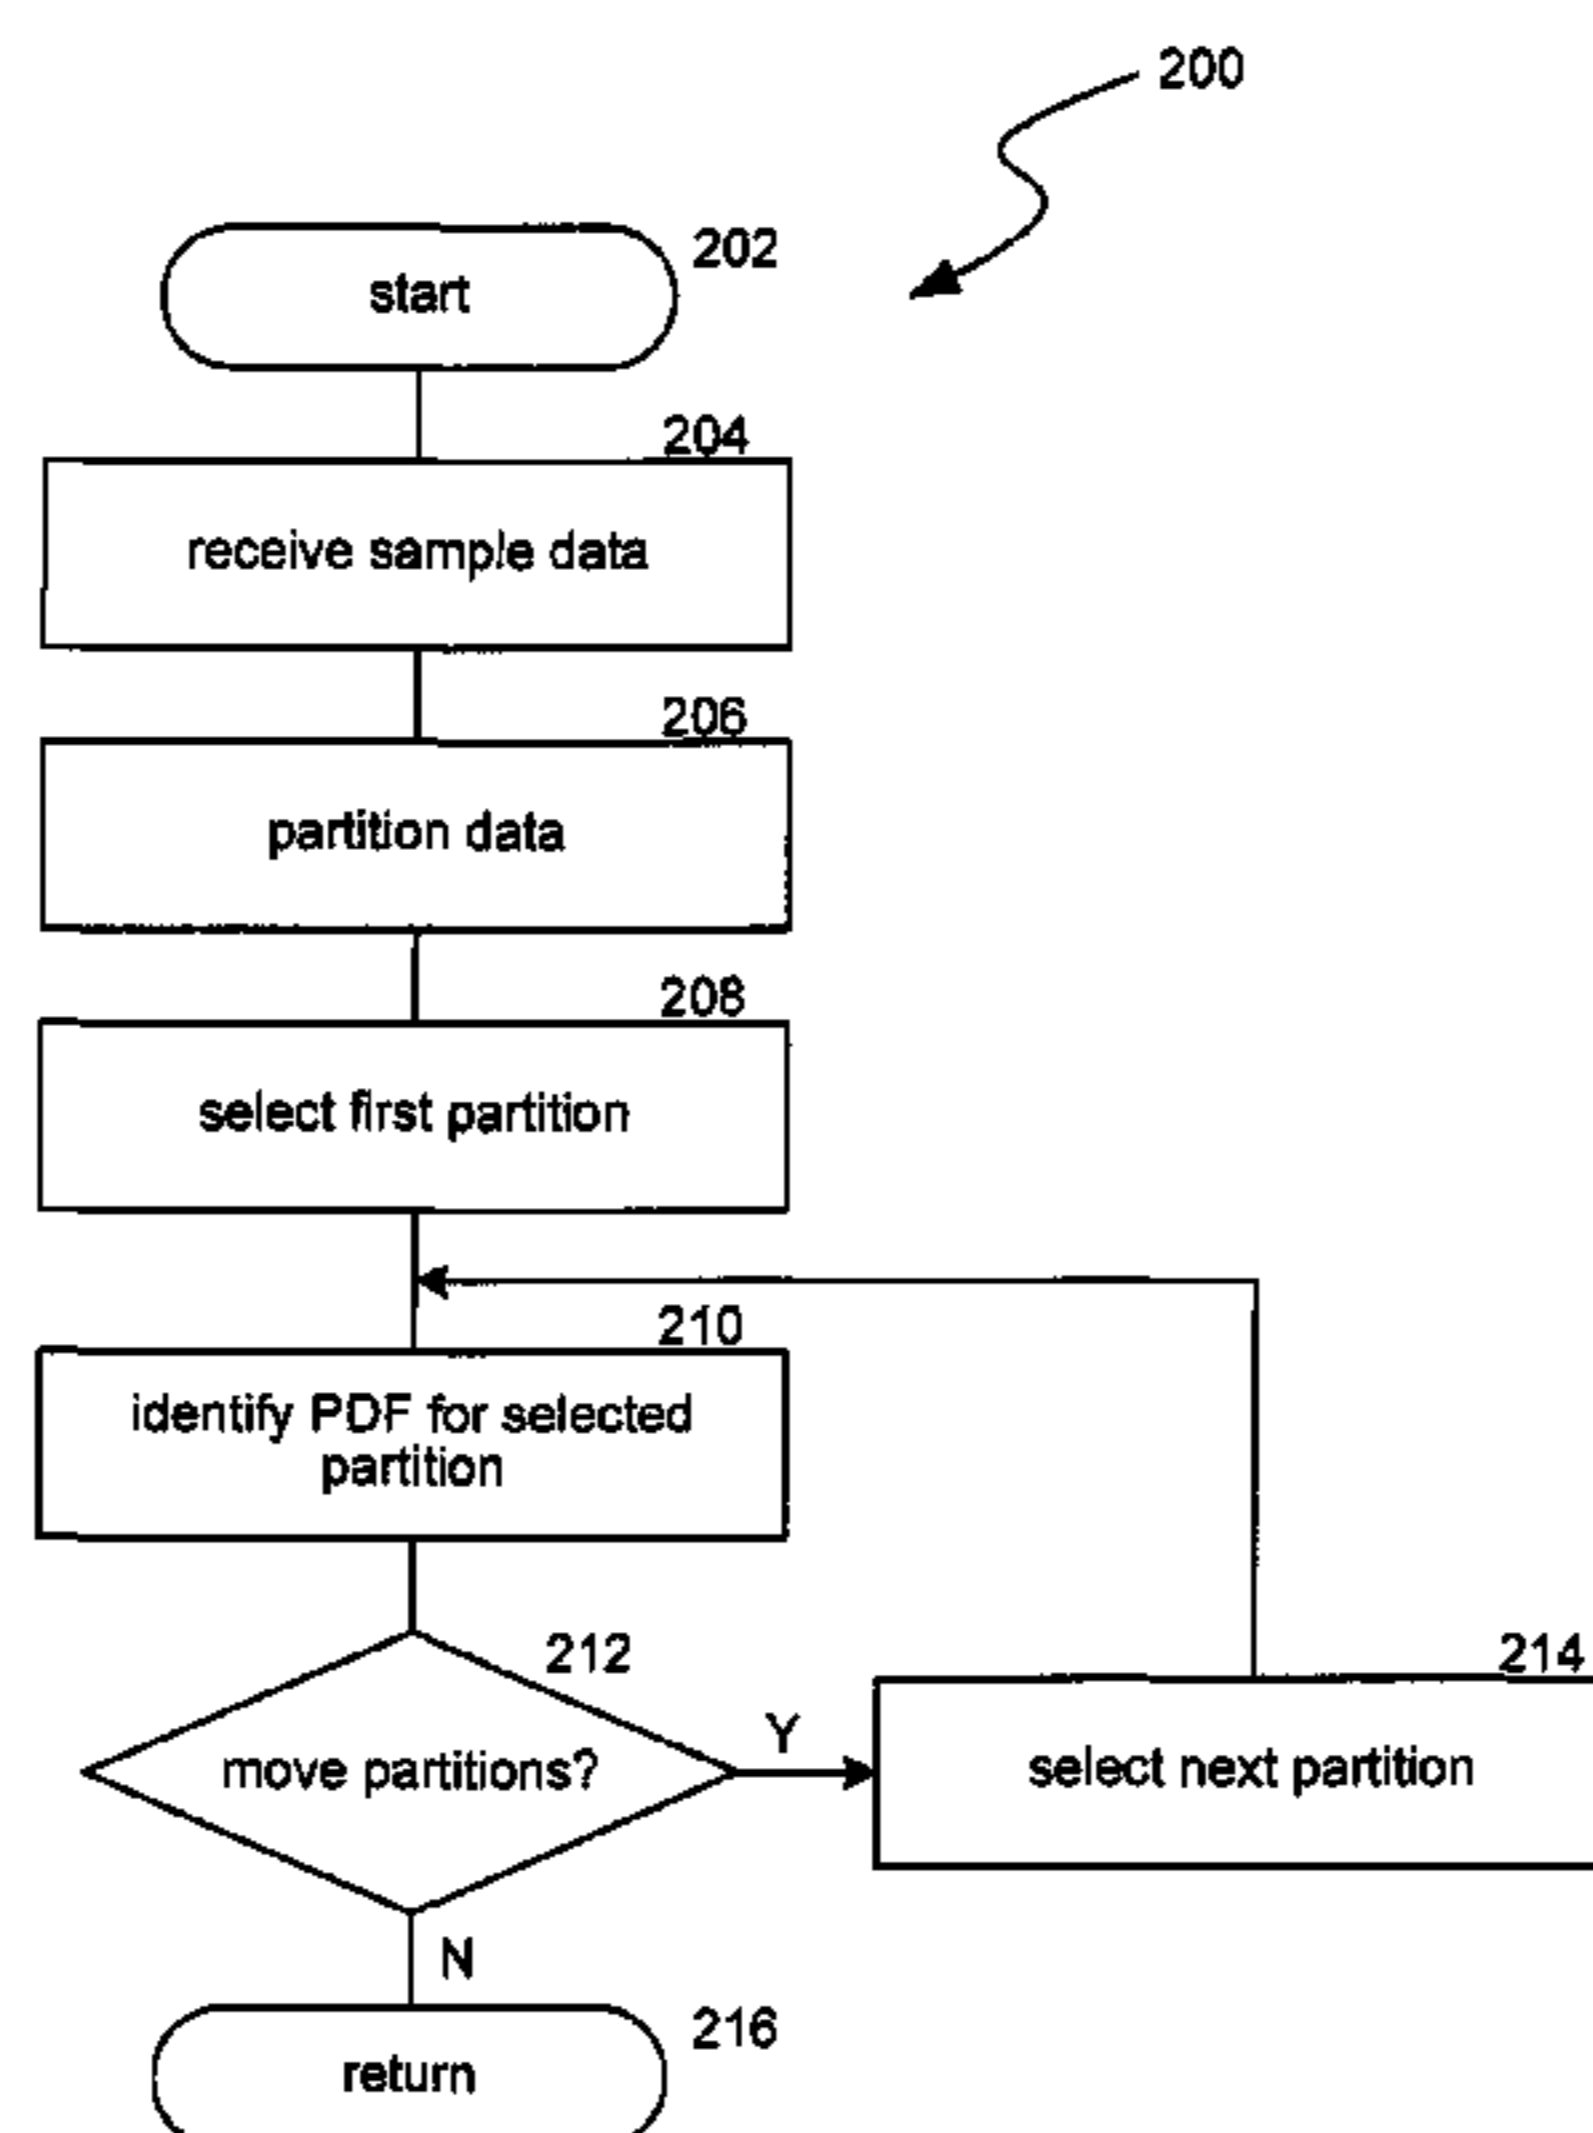 200
202
start
204
receive sample data
206
partition data
208
select first partition
210
identify PDF for selected
partition
212
move partitions?
Y
214
select next partition
N
216
return